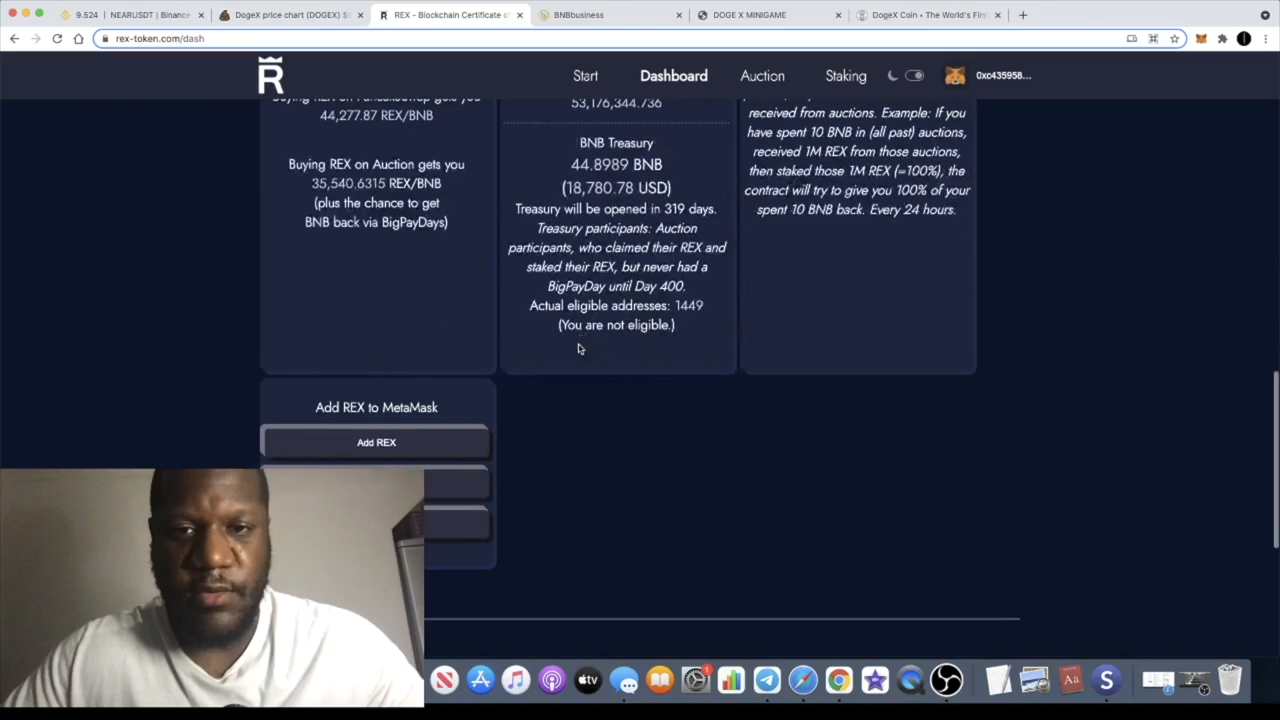 9.524 | NEARUSDT | Binance
DogeX price chart (DOGEX) $
REX - Blockchain Certificate of
BNBbusiness
DOGE X MINIGAME
DogeX Coin • The World's First
rex-token.com/dash
R
Start
Dashboard
Auction
Staking
0xc435958...
44,277.87 REX/BNB
Buying REX on Auction gets you
35,540.6315 REX/BNB
(plus the chance to get
BNB back via BigPayDays)
53,176,344.736
BNB Treasury
44.8989 BNB
(18,780.78 USD)
Treasury will be opened in 319 days.
Treasury participants: Auction
participants, who claimed their REX and
staked their REX, but never had a
BigPayDay until Day 400.
Actual eligible addresses: 1449
(You are not eligible.)
received from auctions. Example: If you
have spent 10 BNB in (all past) auctions,
received 1M REX from those auctions,
then staked those 1M REX (=100%), the
contract will try to give you 100% of your
spent 10 BNB back. Every 24 hours.
Add REX to MetaMask
Add REX
tv
1
Aa
S